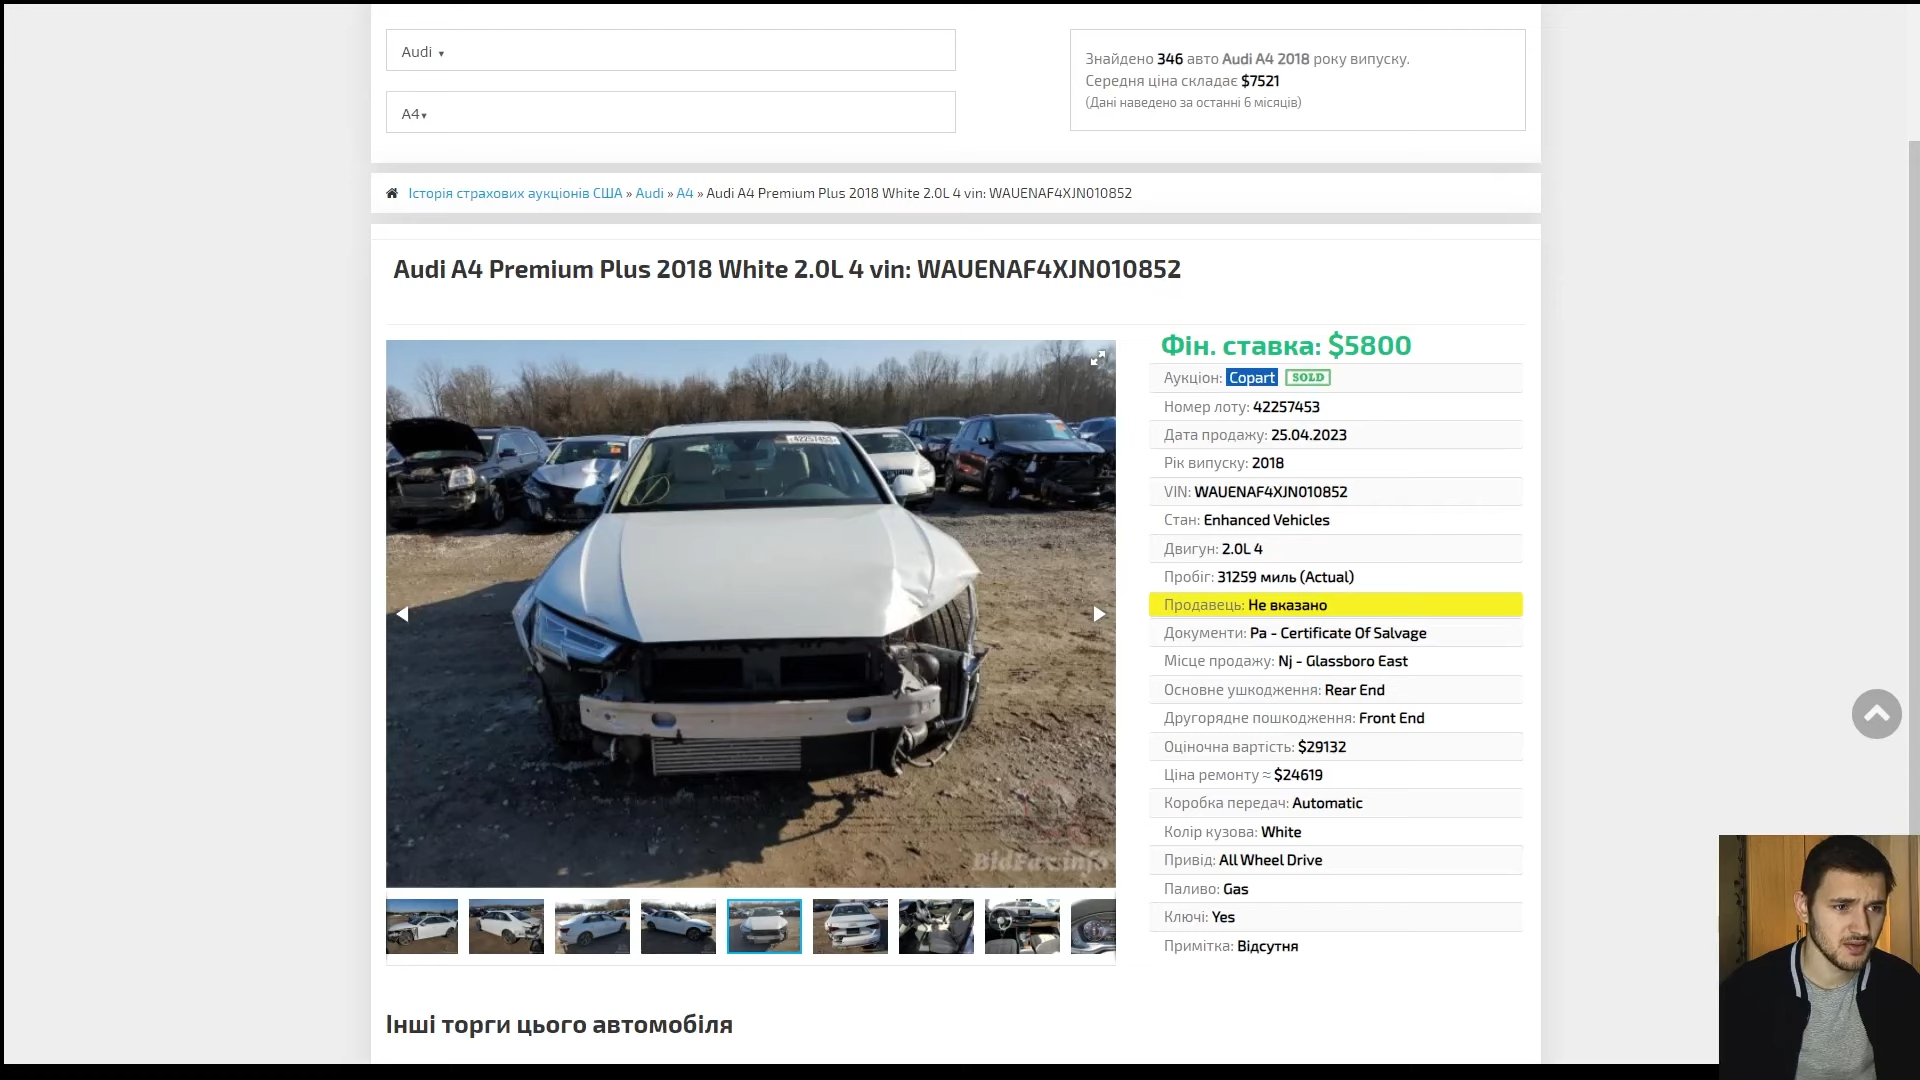 Audi ▾
A4▾
Знайдено 346 авто Audi A4 2018 року випуску.
Середня ціна складає $7521
(Дані наведено за останні 6 місяців)
Історія страхових аукціонів США » Audi » A4 » Audi A4 Premium Plus 2018 White 2.0L 4 vin: WAUENAF4XJN010852
Audi A4 Premium Plus 2018 White 2.0L 4 vin: WAUENAF4XJN010852
42257453
BidFax.info
Фін. ставка: $5800
Аукціон: Copart SOLD
Номер лоту: 42257453
Дата продажу: 25.04.2023
Рік випуску: 2018
VIN: WAUENAF4XJN010852
Стан: Enhanced Vehicles
Двигун: 2.0L 4
Пробіг: 31259 миль (Actual)
Продавець: Не вказано
Документи: Pa - Certificate Of Salvage
Місце продажу: Nj - Glassboro East
Основне ушкодження: Rear End
Другорядне пошкодження: Front End
Оціночна вартість: $29132
Ціна ремонту ≈ $24619
Коробка передач: Automatic
Колір кузова: White
Привід: All Wheel Drive
Паливо: Gas
Ключі: Yes
Примітка: Відсутня
Інші торги цього автомобіля